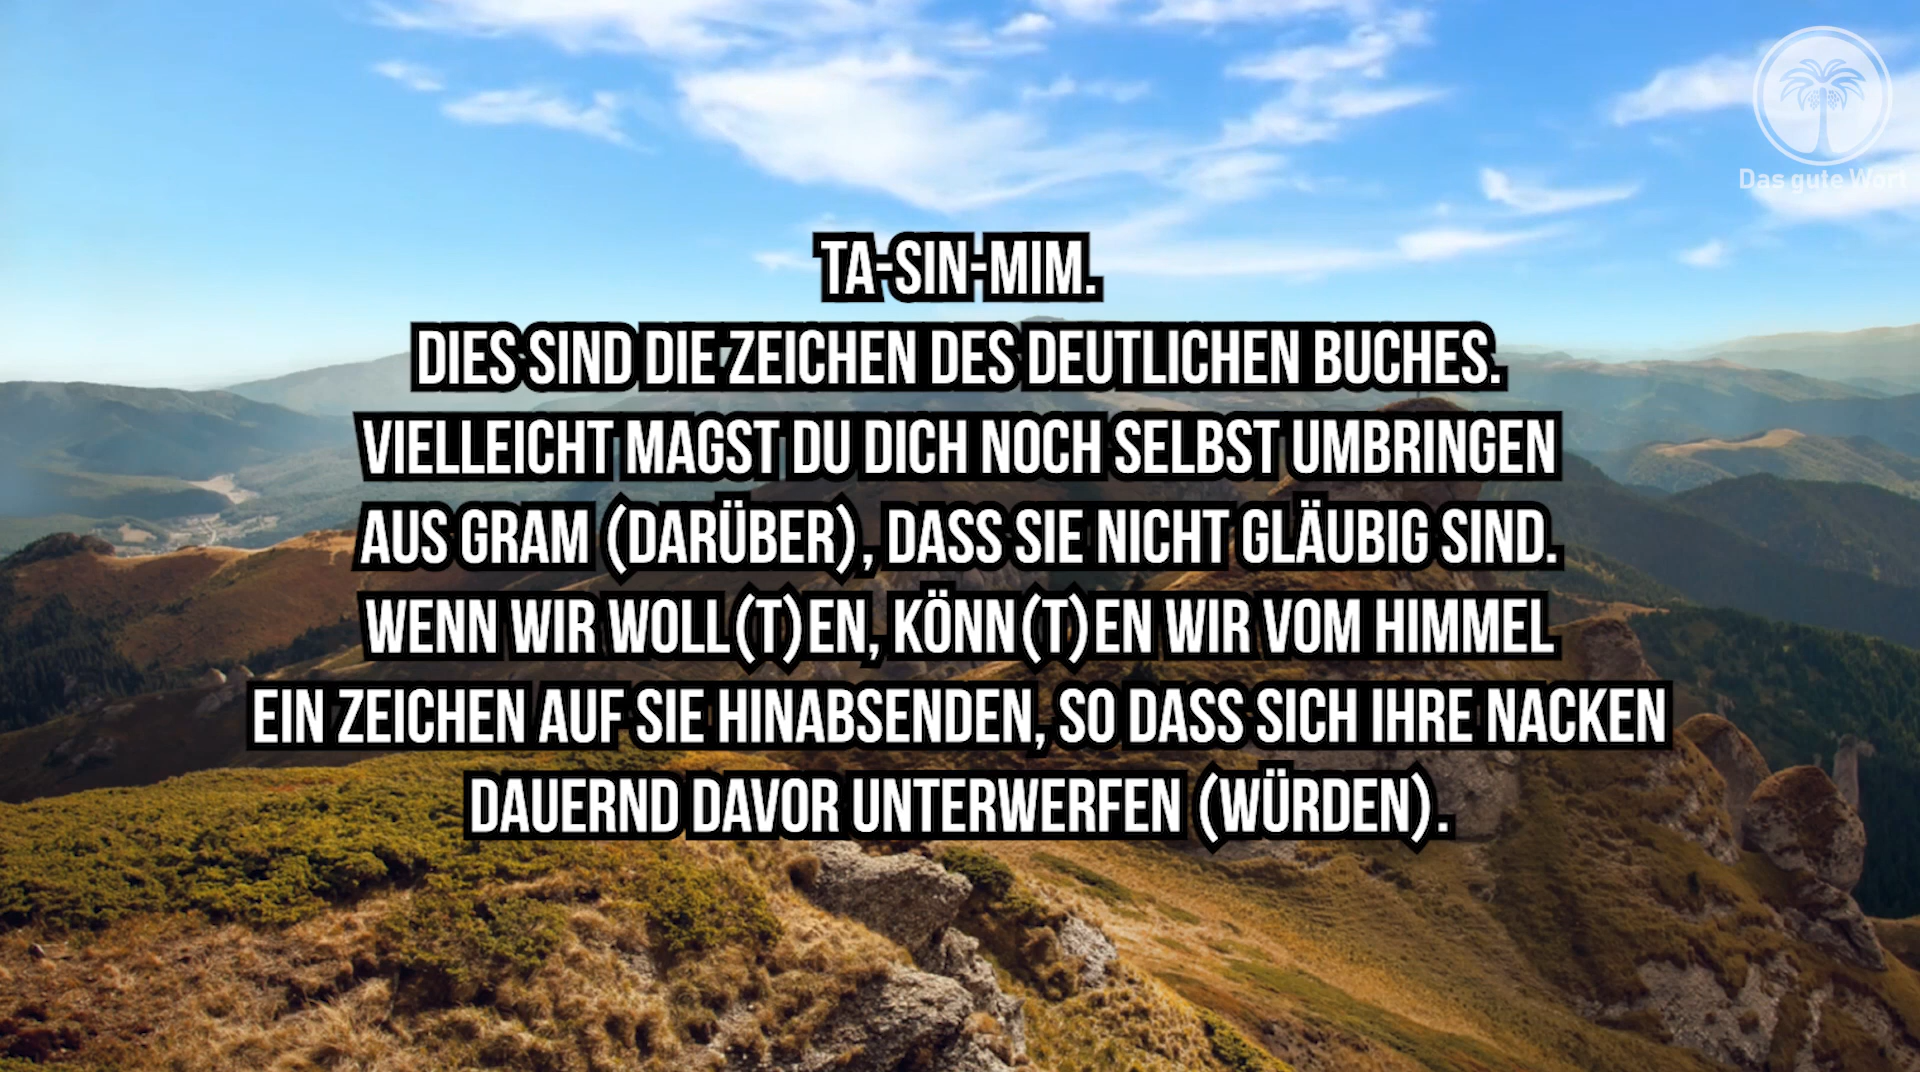 Das gute Wort
TA-SIN-MIM.
DIES SIND DIE ZEICHEN DES DEUTLICHEN BUCHES.
VIELLEICHT MAGST DU DICH NOCH SELBST UMBRINGEN
AUS GRAM (DARÜBER), DASS SIE NICHT GLÄUBIG SIND.
WENN WIR WOLL(T)EN, KÖNN(T)EN WIR VOM HIMMEL
EIN ZEICHEN AUF SIE HINABSENDEN, SO DASS SICH IHRE NACKEN
DAUERND DAVOR UNTERWERFEN (WÜRDEN).